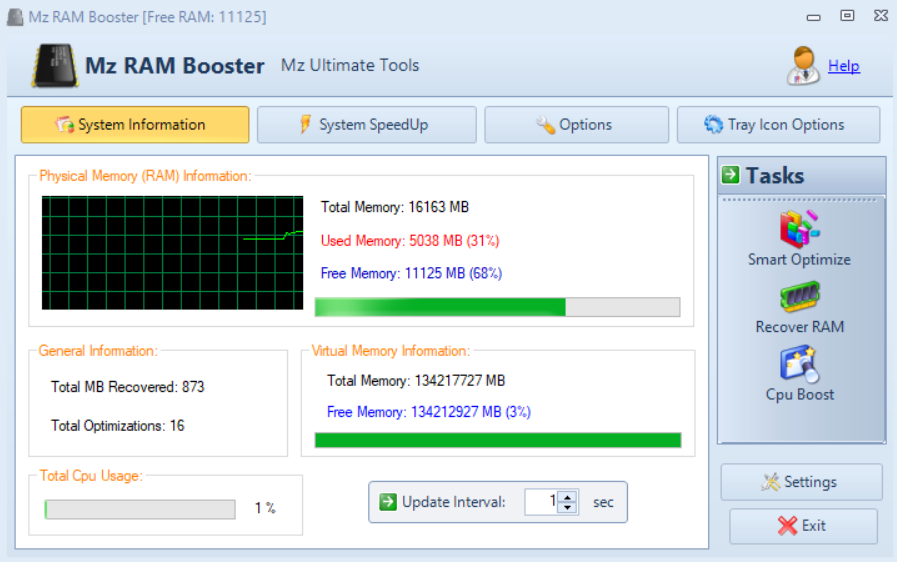 Mz RAM Booster [Free RAM: 11125]
Mz RAM Booster Mz Ultimate Tools Help
System Information System SpeedUp Options Tray Icon Options
Physical Memory (RAM) Information:
Total Memory: 16163 MB
Used Memory: 5038 MB (31%)
Free Memory: 11125 MB (68%)
General Information:
Total MB Recovered: 873
Total Optimizations: 16
Virtual Memory Information:
Total Memory: 134217727 MB
Free Memory: 134212927 MB (3%)
Total Cpu Usage:
1 %
Update Interval: 1 sec
Tasks
Smart Optimize
Recover RAM
Cpu Boost
Settings
Exit